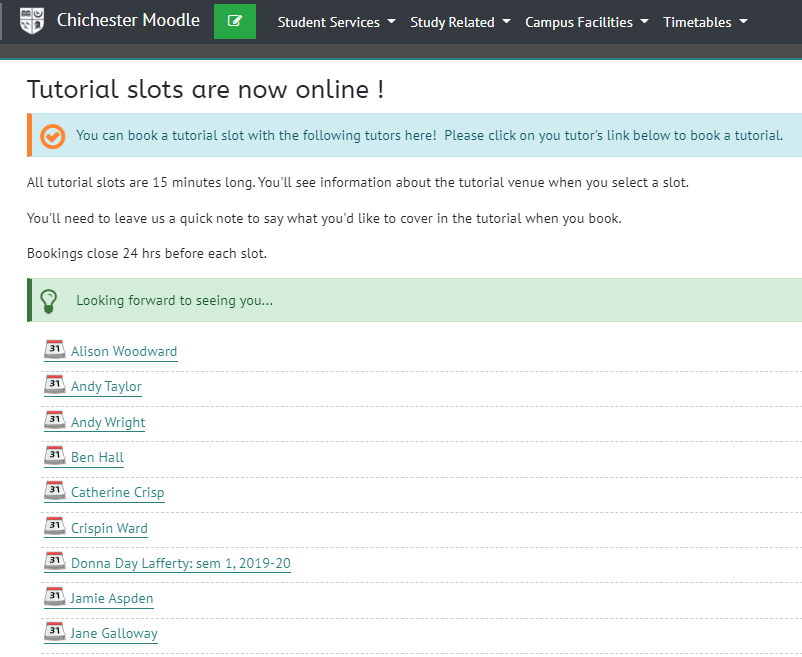 Chichester Moodle Student Services Study Related Campus Facilities Timetables
Tutorial slots are now online !
You can book a tutorial slot with the following tutors here! Please click on you tutor's link below to book a tutorial.
All tutorial slots are 15 minutes long. You'll see information about the tutorial venue when you select a slot.
You'll need to leave us a quick note to say what you'd like to cover in the tutorial when you book.
Bookings close 24 hrs before each slot.
Looking forward to seeing you...
31 Alison Woodward
31 Andy Taylor
31 Andy Wright
31 Ben Hall
31 Catherine Crisp
31 Crispin Ward
31 Donna Day Lafferty: sem 1, 2019-20
31 Jamie Aspden
31 Jane Galloway